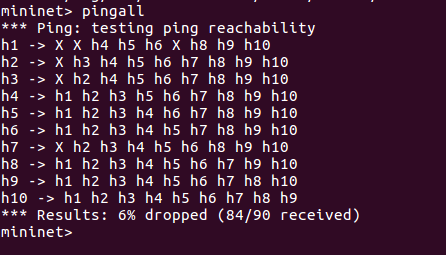 mininet> pingall
*** Ping: testing ping reachability
h1 -> X X h4 h5 h6 X h8 h9 h10
h2 -> X h3 h4 h5 h6 h7 h8 h9 h10
h3 -> X h2 h4 h5 h6 h7 h8 h9 h10
h4 -> h1 h2 h3 h5 h6 h7 h8 h9 h10
h5 -> h1 h2 h3 h4 h6 h7 h8 h9 h10
h6 -> h1 h2 h3 h4 h5 h7 h8 h9 h10
h7 -> X h2 h3 h4 h5 h6 h8 h9 h10
h8 -> h1 h2 h3 h4 h5 h6 h7 h9 h10
h9 -> h1 h2 h3 h4 h5 h6 h7 h8 h10
h10 -> h1 h2 h3 h4 h5 h6 h7 h8 h9
*** Results: 6% dropped (84/90 received)
mininet>